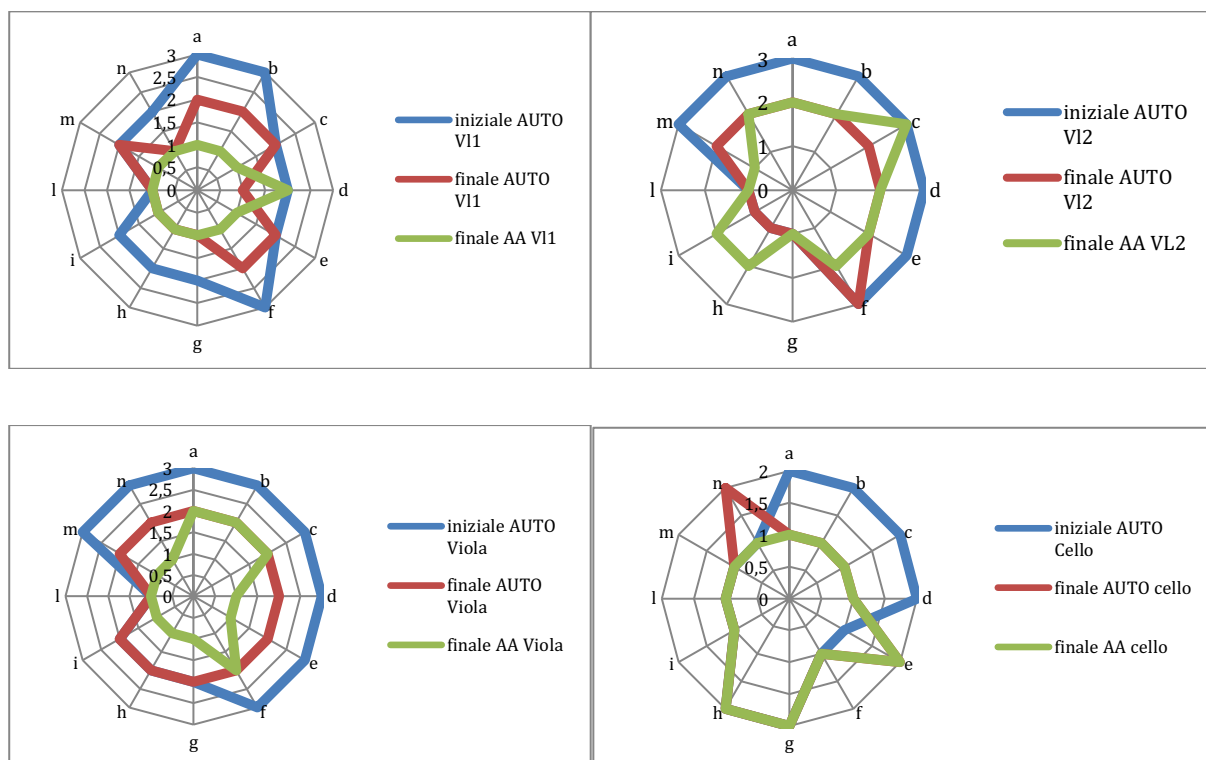 a
n
3
b
2,5
2
m
1,5
c
1
0,5
l
0
d
i
e
h
f
g
iniziale AUTO
Vl1
finale AUTO
Vl1
finale AA Vl1
a
n
3
b
2
m
c
1
l
0
d
i
e
h
f
g
iniziale AUTO
Vl2
finale AUTO
Vl2
finale AA VL2
a
n
3
b
2,5
2
m
1,5
c
1
0,5
l
0
d
i
e
h
f
g
iniziale AUTO
Viola
finale AUTO
Viola
finale AA Viola
a
n
2
b
1,5
m
c
1
0,5
l
0
d
i
e
h
f
g
iniziale AUTO
Cello
finale AUTO cello
finale AA cello